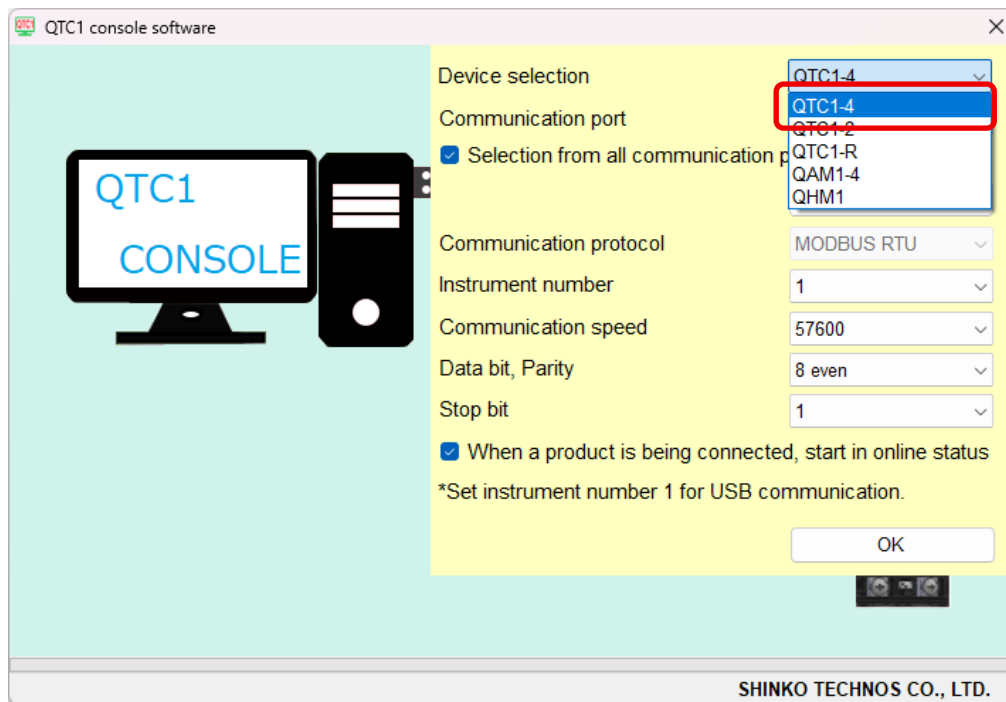 QTC1 console software
QTC1
CONSOLE
Device selection
QTC1-4
QTC1-4
QTC1-2
QTC1-R
QAM1-4
QHM1
Communication port
Selection from all communication p
Communication protocol
MODBUS RTU
Instrument number
1
Communication speed
57600
Data bit, Parity
8 even
Stop bit
1
When a product is being connected, start in online status
*Set instrument number 1 for USB communication.
OK
SHINKO TECHNOS CO., LTD.